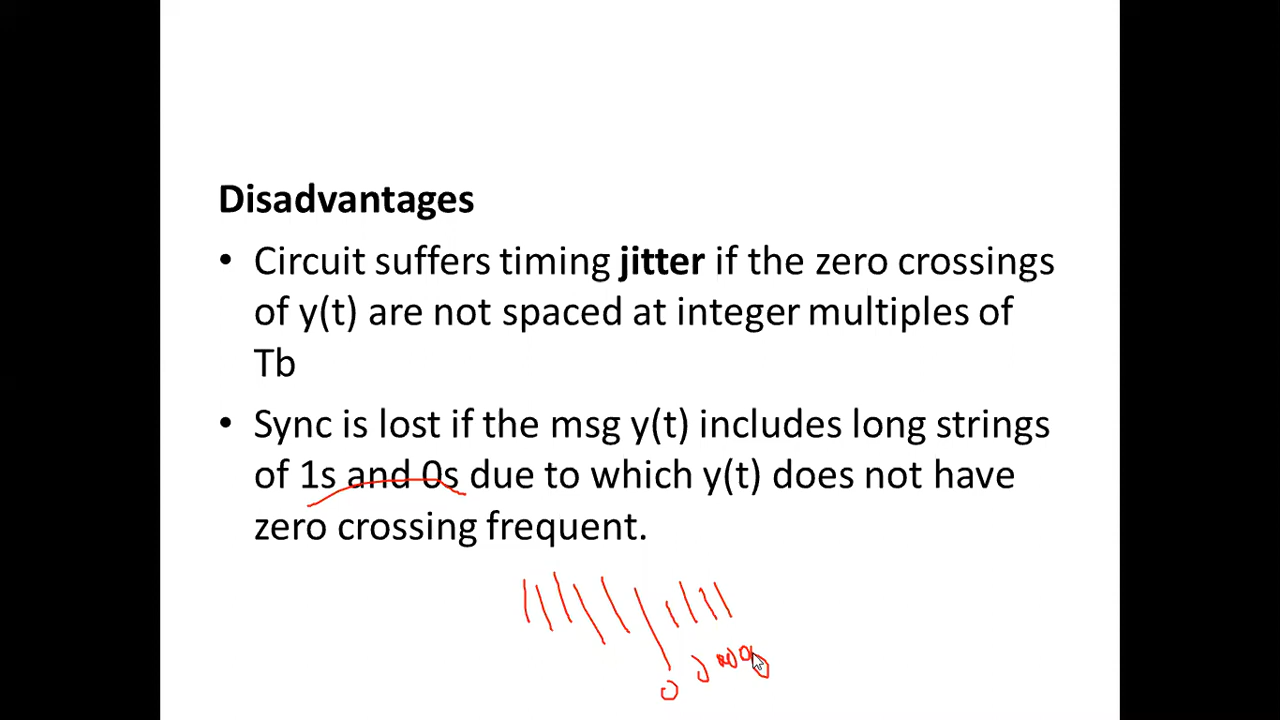 Disadvantages
• Circuit suffers timing jitter if the zero crossings
of y(t) are not spaced at integer multiples of
Tb
• Sync is lost if the msg y(t) includes long strings
of 1s and 0s due to which y(t) does not have
zero crossing frequent.